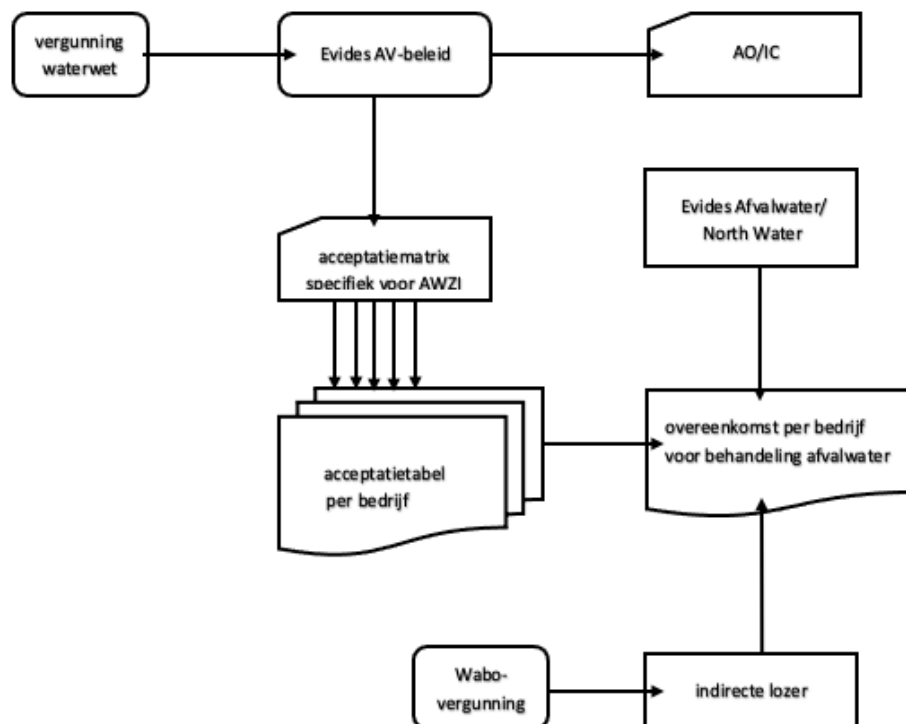 vergunning
waterwet
Evides AV-beleid
AO/IC
Evides Afvalwater/
North Water
acceptatiematrix
specifiek voor AWZI
overeenkomst per bedrijf
voor behandeling afvalwater
acceptatietabel
per bedrijf
Wabo-
vergunning
indirecte lozer